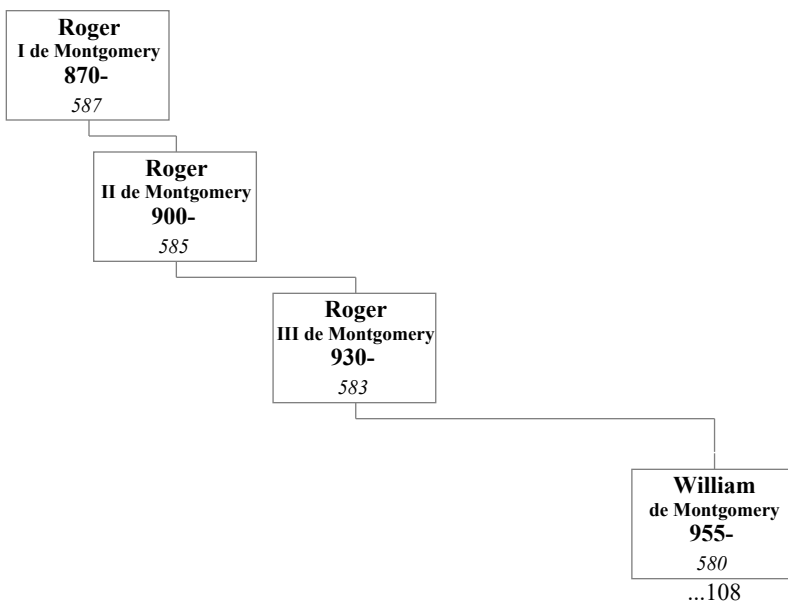 Roger
I de Montgomery
870-
587
Roger
II de Montgomery
900-
585
Roger
III de Montgomery
930-
583
William
de Montgomery
955-
580
...108